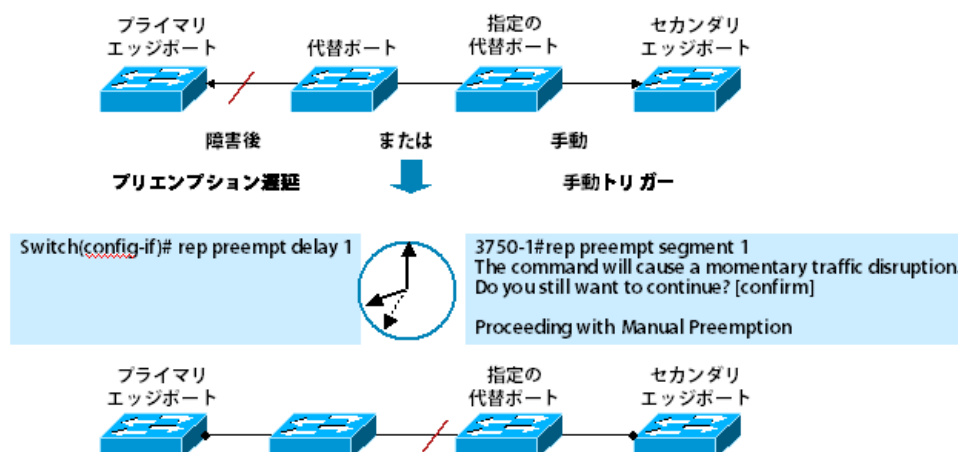 プライマリ
エッジポート
代替ポート
指定の
代替ポート
セカンダリ
エッジポート
障害後
または
手動
プリエンプション遅延
手動トリガー
Switch(config-if)# rep preempt delay 1
3750-1#rep preempt segment 1
The command will cause a momentary traffic disruption.
Do you still want to continue? [confirm]
Proceeding with Manual Preemption
プライマリ
エッジポート
指定の
代替ポート
セカンダリ
エッジポート